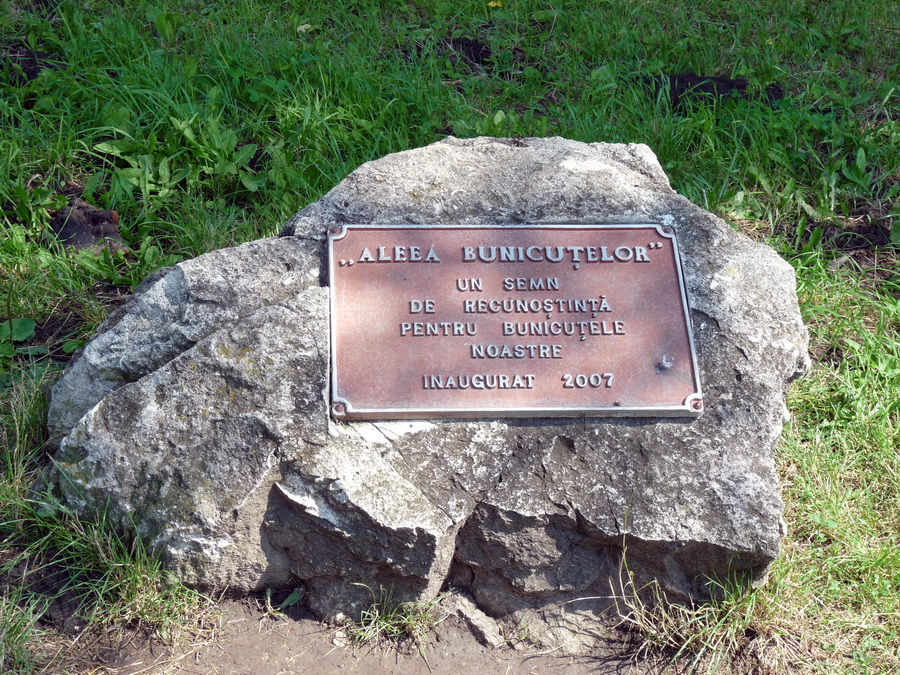 „ALEEA BUNICUȚELOR”
UN SEMN
DE RECUNOȘTINȚĂ
PENTRU BUNICUȚELE
NOASTRE
INAUGURAT 2007